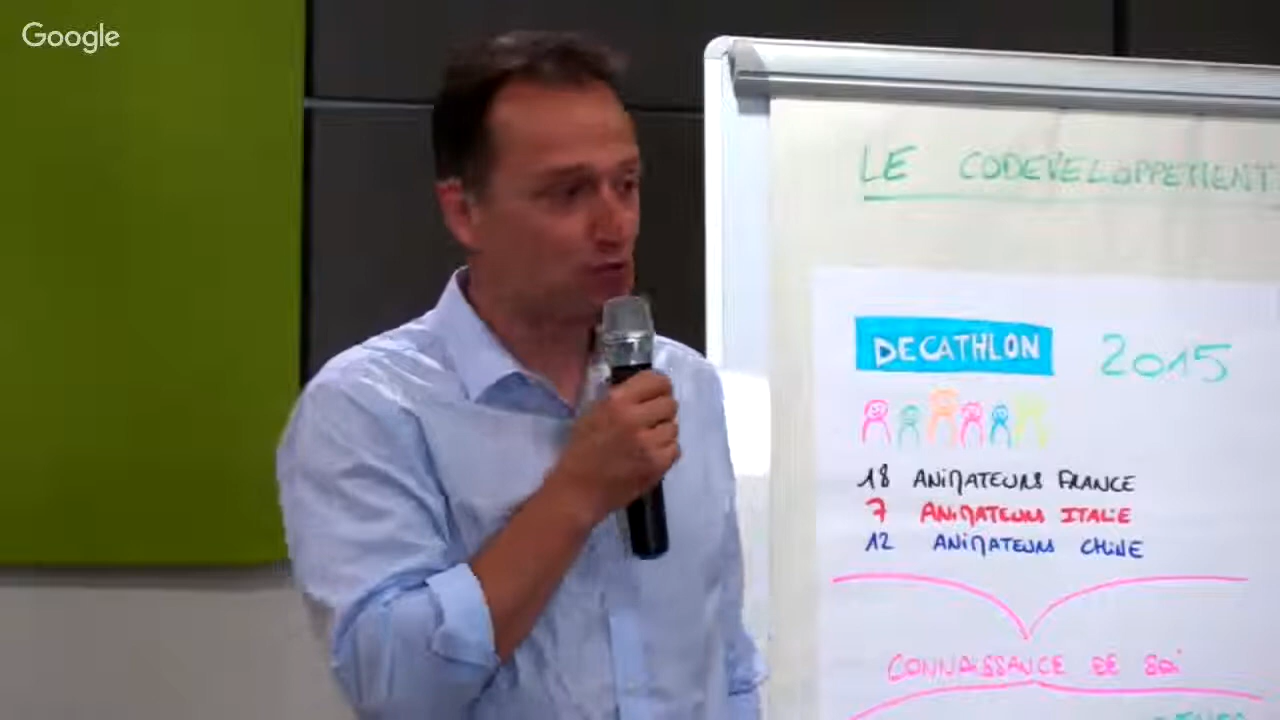 Google
LE CODEVELOPPEMENT
DECATHLON 2015
18 ANIMATEURS FRANCE
7 ANIMATEURS ITALIE
12 ANIMATEURS CHINE
CONNAISSANCE DE SOI